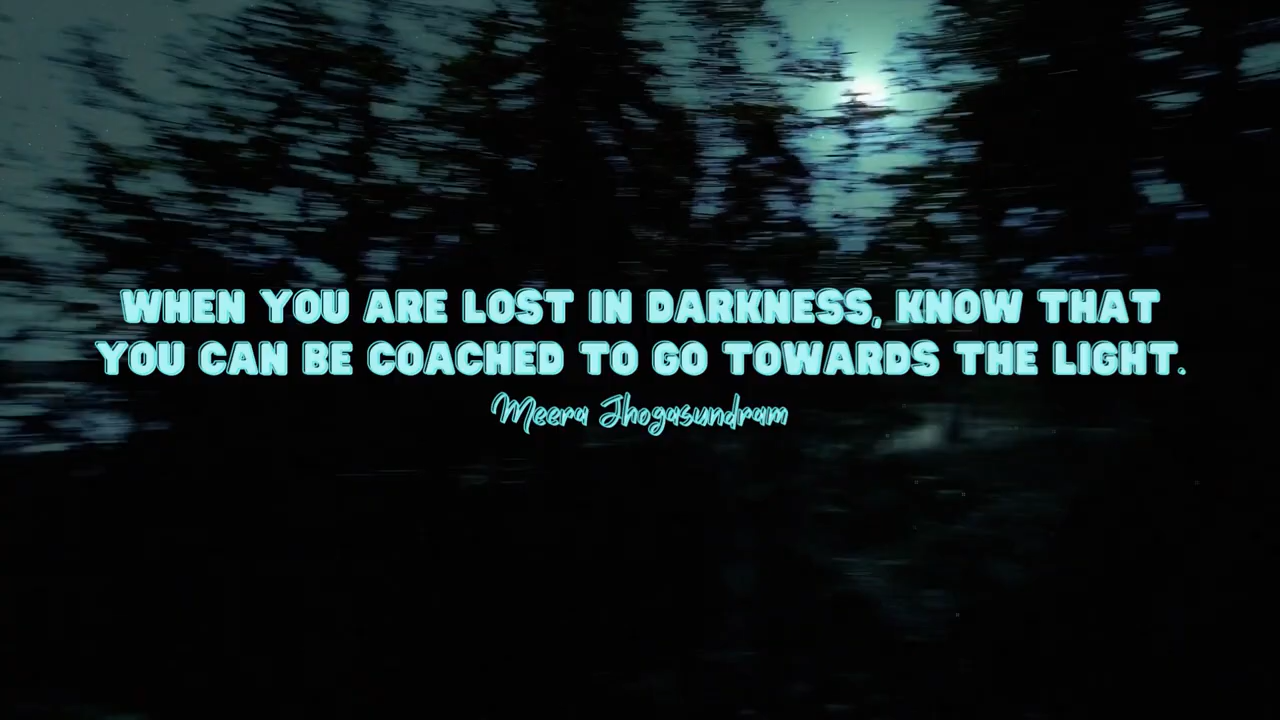 WHEN YOU ARE LOST IN DARKNESS, KNOW THAT
YOU CAN BE COACHED TO GO TOWARDS THE LIGHT.
Meera Jhogasundram